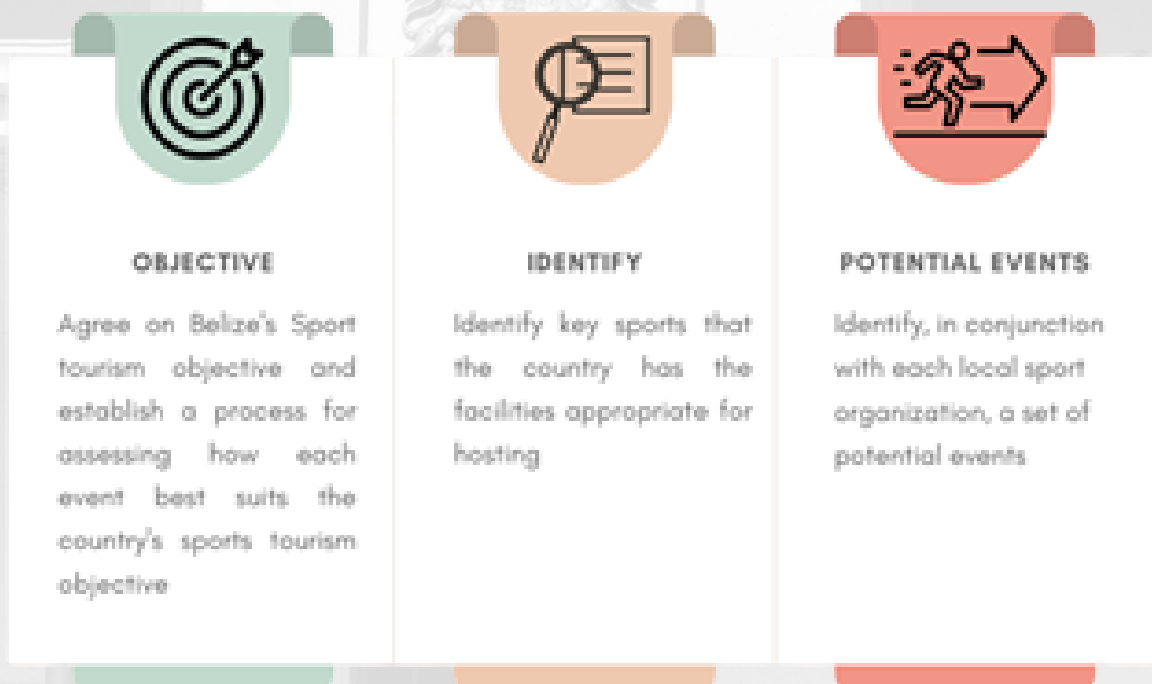 OBJECTIVE
Agree on Belize's Sport
tourism objective and
establish a process for
assessing how each
event best suits the
country's sports tourism
objective
IDENTIFY
Identify key sports that
the country has the
facilities appropriate for
hosting
POTENTIAL EVENTS
Identify, in conjunction
with each local sport
organization, a set of
potential events